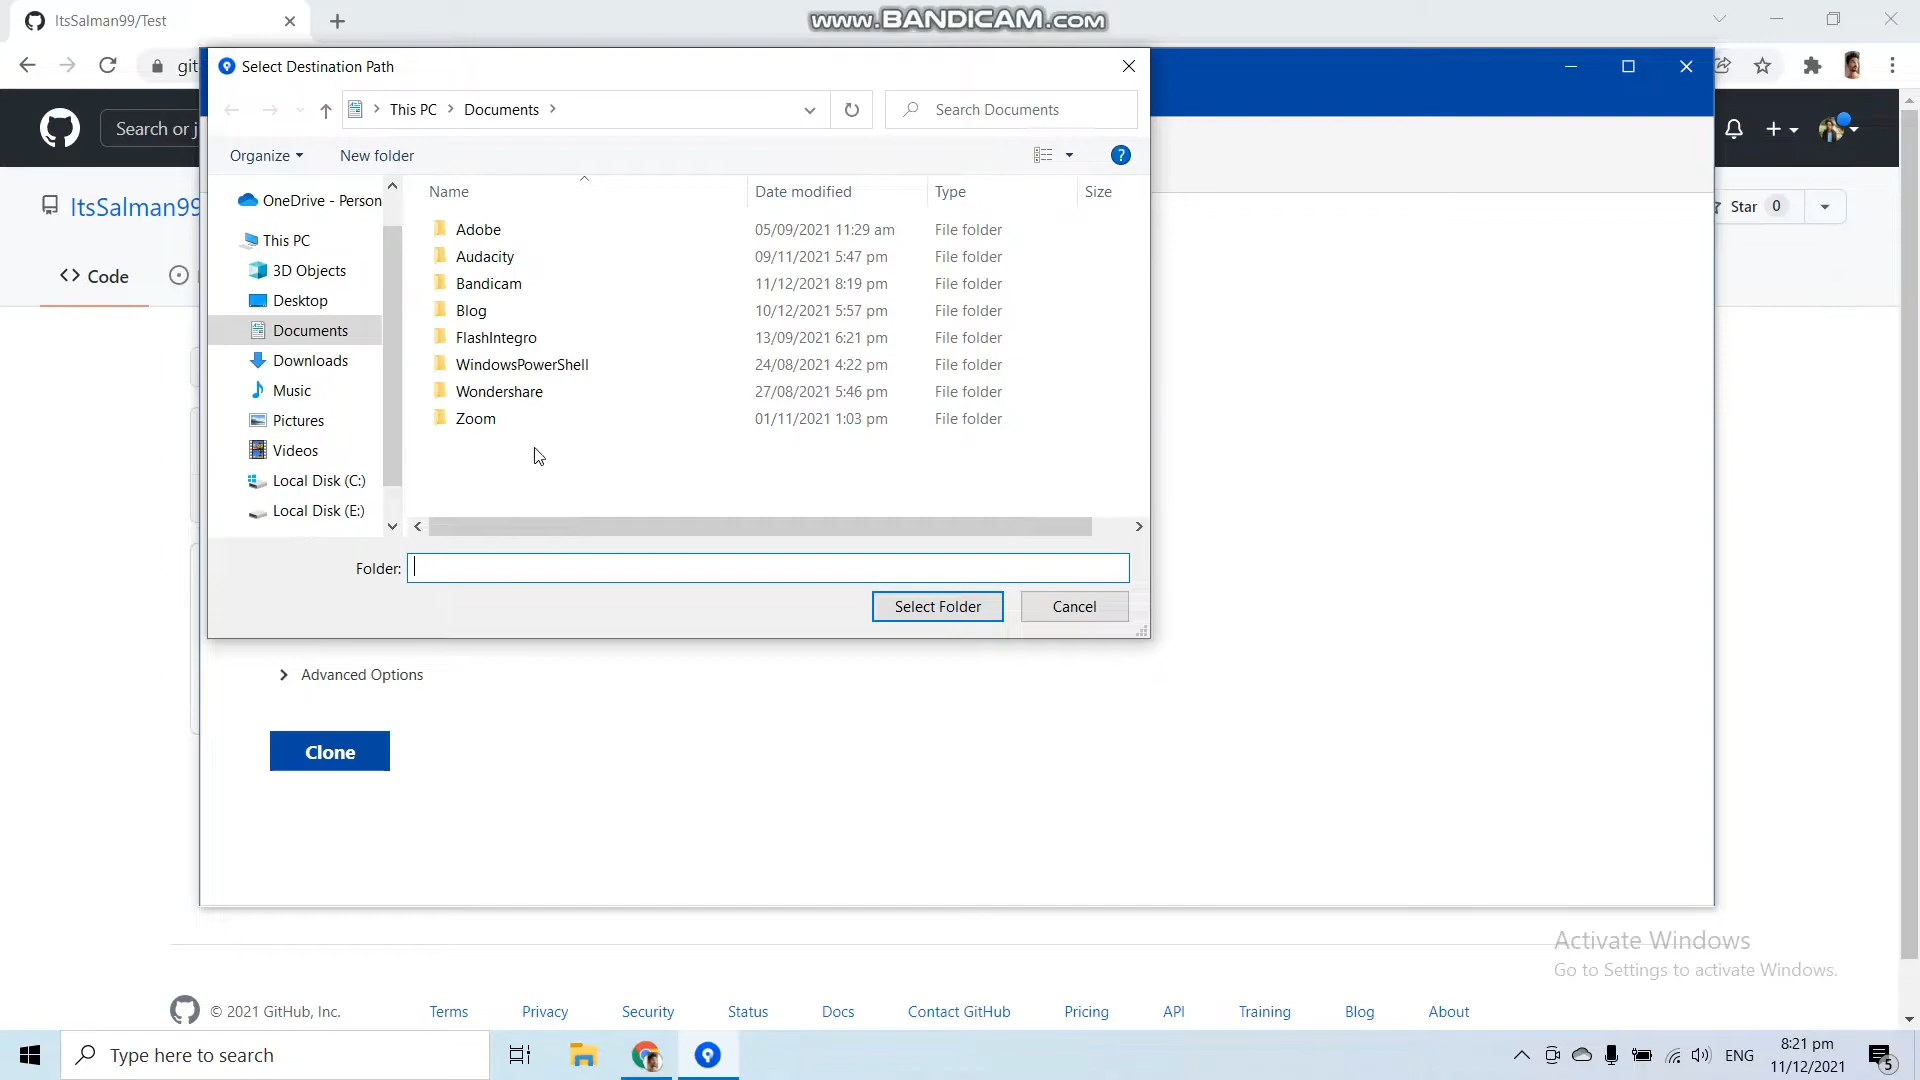 ItsSalman99/Test
www.BANDICAM.com
git
Select Destination Path
This PC
Documents
Search Documents
Search or j
Organize
New folder
?
OneDrive - Person
This PC
3D Objects
Desktop
Documents
Downloads
Music
Pictures
Videos
Local Disk (C:)
Local Disk (E:)
Name Date modified Type Size
Adobe 05/09/2021 11:29 am File folder
Audacity 09/11/2021 5:47 pm File folder
Bandicam 11/12/2021 8:19 pm File folder
Blog 10/12/2021 5:57 pm File folder
FlashIntegro 13/09/2021 6:21 pm File folder
WindowsPowerShell 24/08/2021 4:22 pm File folder
Wondershare 27/08/2021 5:46 pm File folder
Zoom 01/11/2021 1:03 pm File folder
ItsSalman99
Star 0
Code
Folder:
Select Folder
Cancel
Advanced Options
Clone
Activate Windows
Go to Settings to activate Windows.
© 2021 GitHub, Inc. Terms Privacy Security Status Docs Contact GitHub Pricing API Training Blog About
Type here to search
ENG
8:21 pm
11/12/2021
5